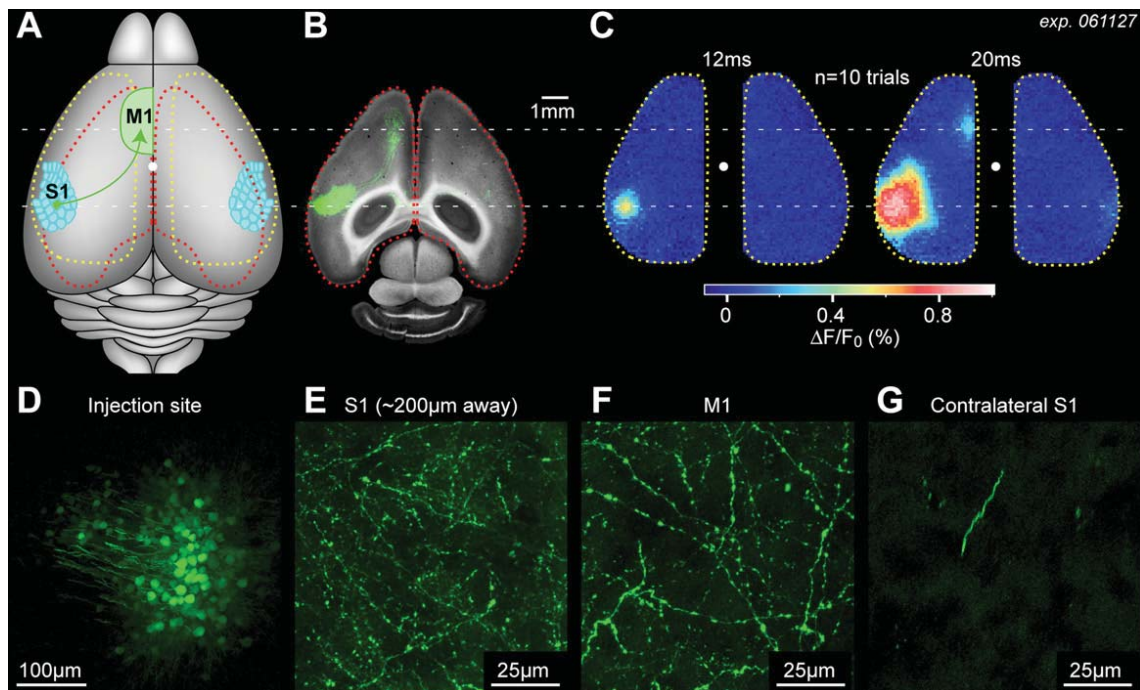 A
B
C
exp. 061127
M1
S1
1mm
12ms
n=10 trials
20ms
0
0.4
0.8
ΔF/F0 (%)
D
Injection site
E
S1 (~200µm away)
F
M1
G
Contralateral S1
100µm
25µm
25µm
25µm